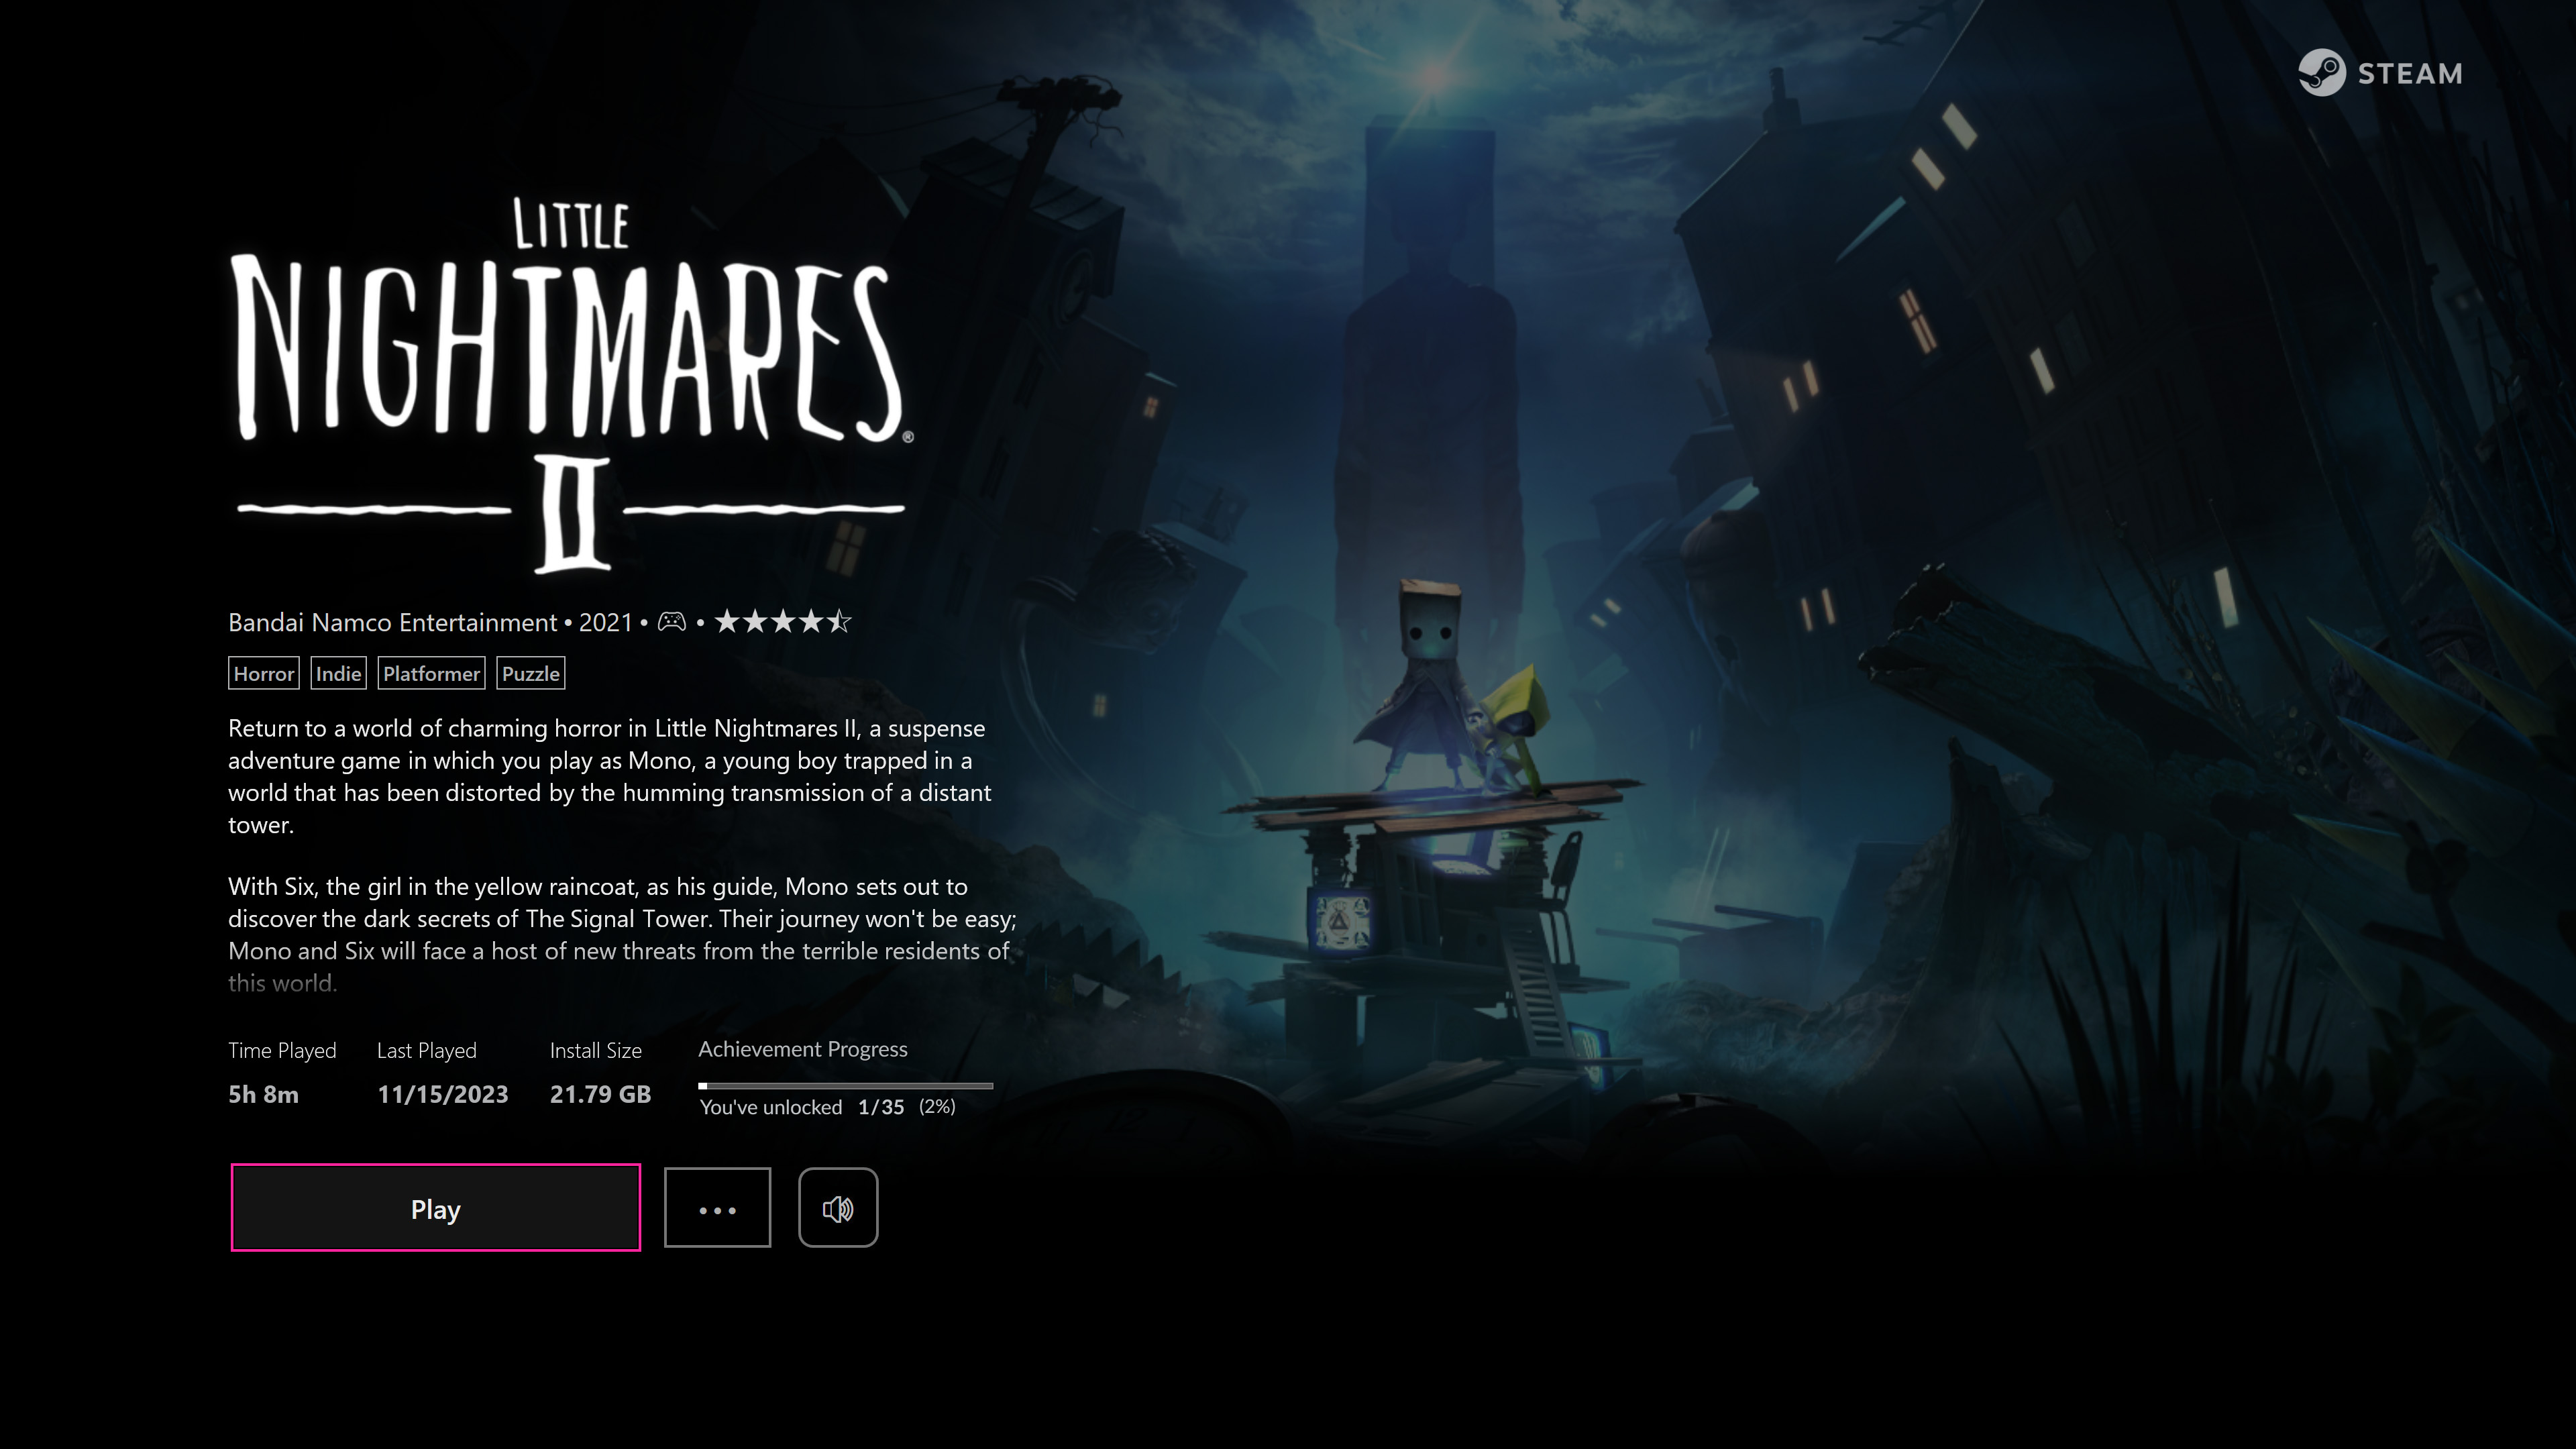 STEAM
LITTLE
NIGHTMARES®
II
Bandai Namco Entertainment • 2021 • • ★★★★⯪
Horror Indie Platformer Puzzle
Return to a world of charming horror in Little Nightmares II, a suspense
adventure game in which you play as Mono, a young boy trapped in a
world that has been distorted by the humming transmission of a distant
tower.
With Six, the girl in the yellow raincoat, as his guide, Mono sets out to
discover the dark secrets of The Signal Tower. Their journey won't be easy;
Mono and Six will face a host of new threats from the terrible residents of
this world.
Time Played Last Played Install Size Achievement Progress
5h 8m 11/15/2023 21.79 GB
You've unlocked 1/35 (2%)
Play ...